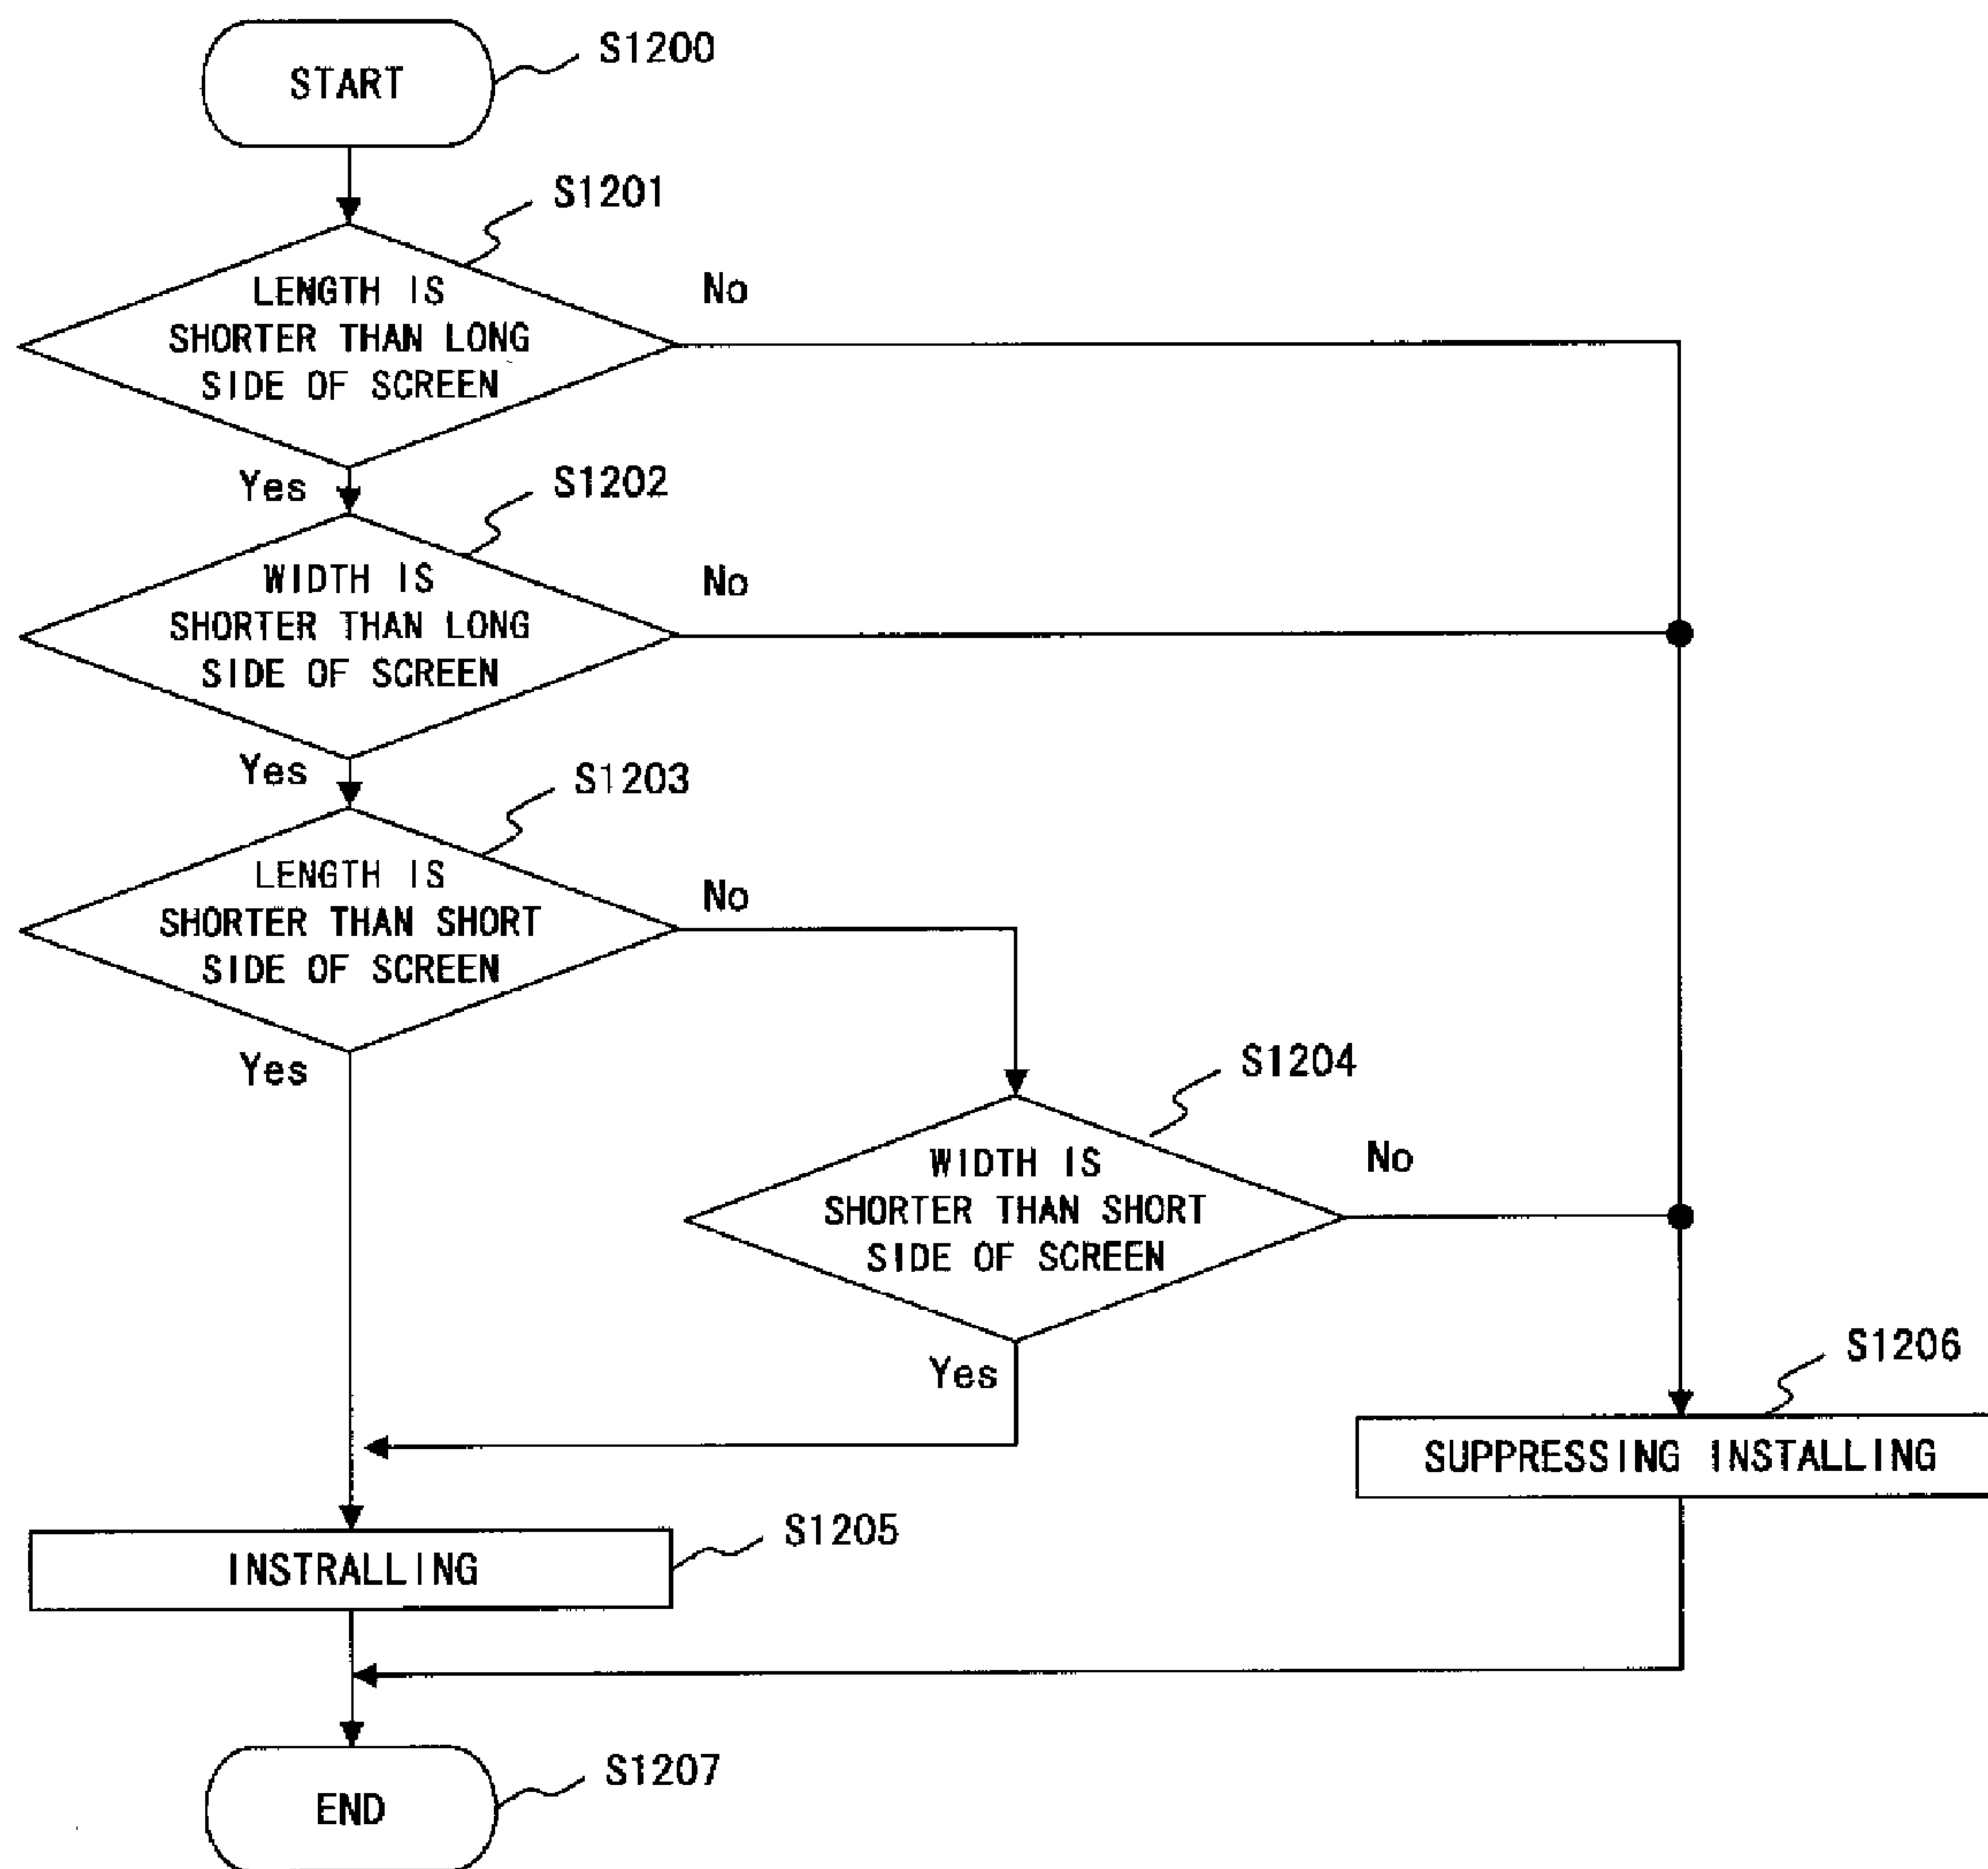 START
S1200
S1201
LENGTH IS
SHORTER THAN LONG
SIDE OF SCREEN
No
Yes
S1202
WIDTH IS
SHORTER THAN LONG
SIDE OF SCREEN
No
Yes
S1203
LENGTH IS
SHORTER THAN SHORT
SIDE OF SCREEN
No
Yes
S1204
WIDTH IS
SHORTER THAN SHORT
SIDE OF SCREEN
No
Yes
S1206
SUPPRESSING INSTALLING
S1205
INSTRALLING
S1207
END